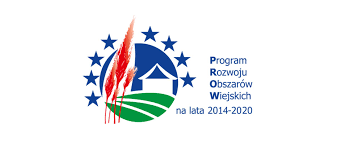 Program
Rozwoju
Obszarów
Wiejskich
na lata 2014-2020